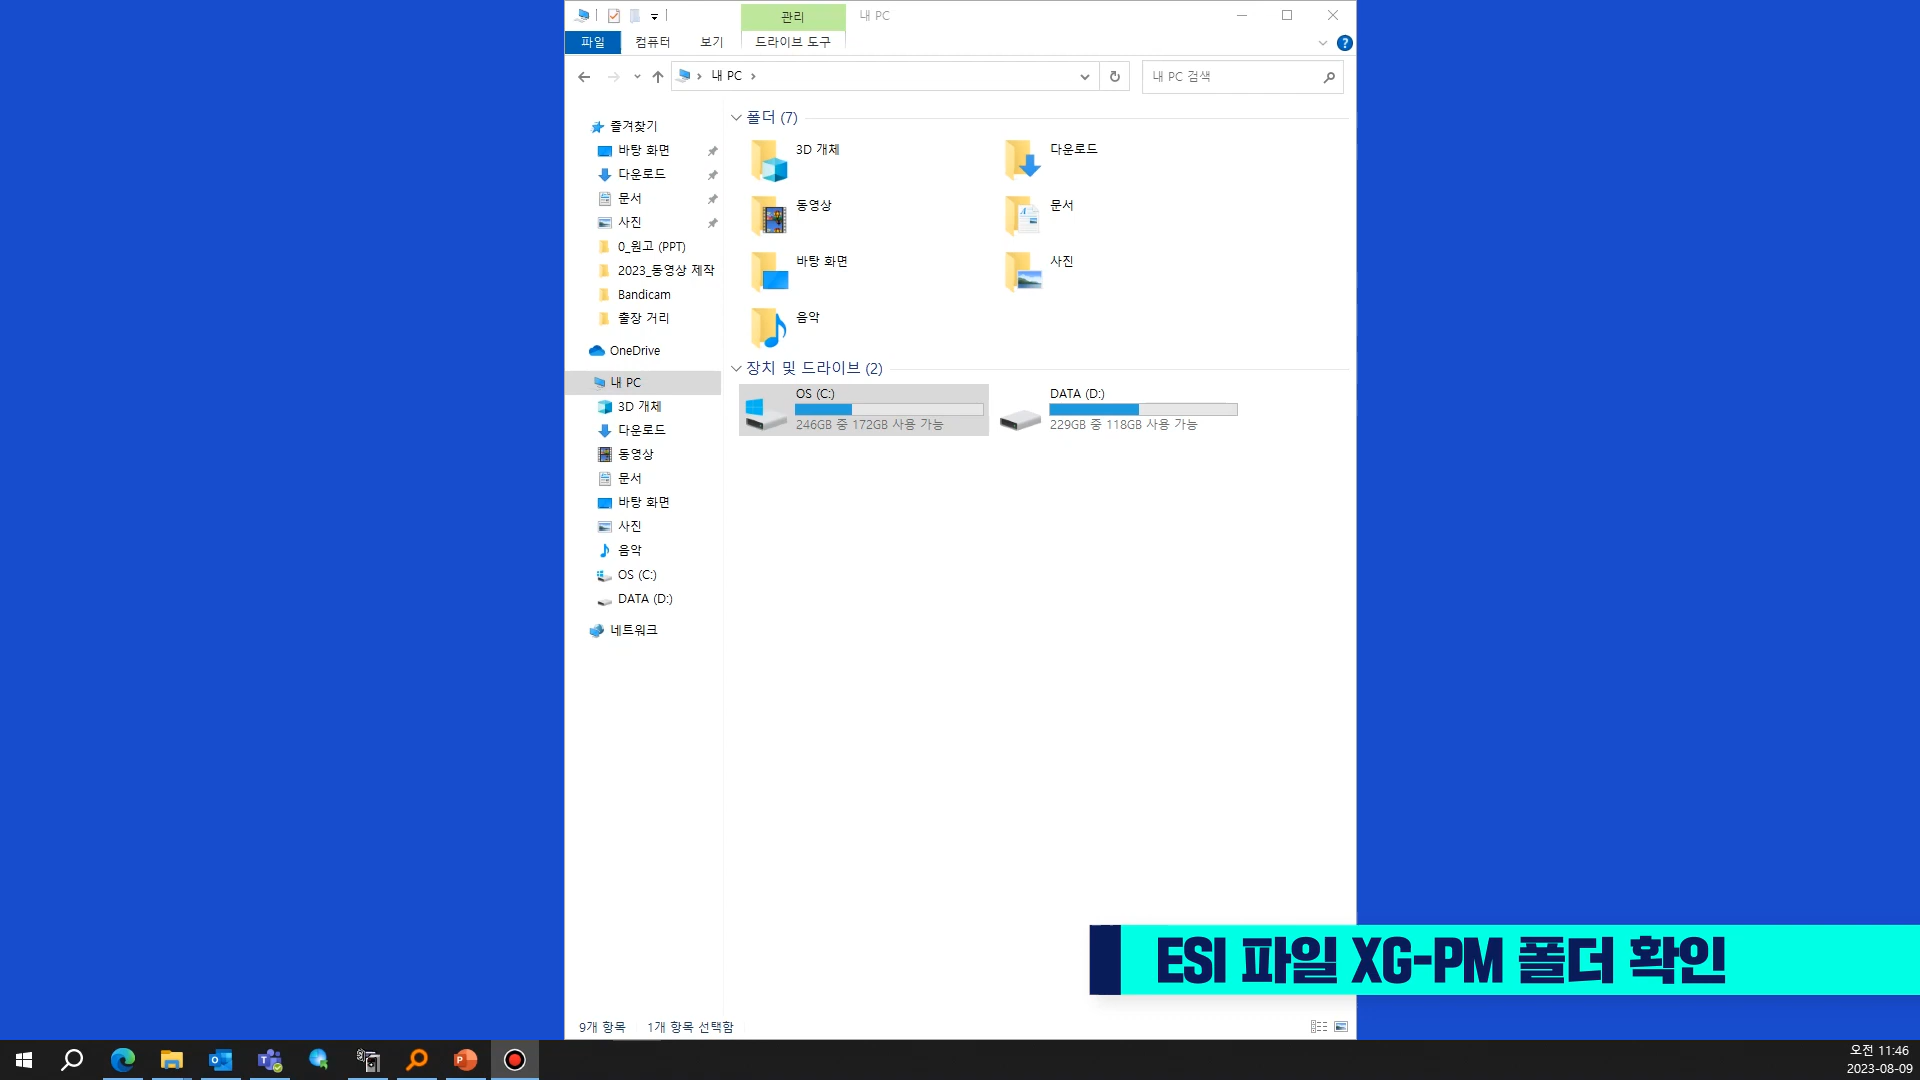 관리
내 PC
파일
컴퓨터
보기
드라이브 도구
내 PC
내 PC 검색
즐겨찾기
바탕 화면
다운로드
문서
사진
0_원고 (PPT)
2023_동영상 제작
Bandicam
출장 거리
OneDrive
내 PC
3D 개체
다운로드
동영상
문서
바탕 화면
사진
음악
OS (C:)
DATA (D:)
네트워크
폴더 (7)
3D 개체
다운로드
동영상
문서
바탕 화면
사진
음악
장치 및 드라이브 (2)
OS (C:)
246GB 중 172GB 사용 가능
DATA (D:)
229GB 중 118GB 사용 가능
ESI 파일 XG-PM 폴더 확인
9개 항목
1개 항목 선택함
오전 11:46
2023-08-09